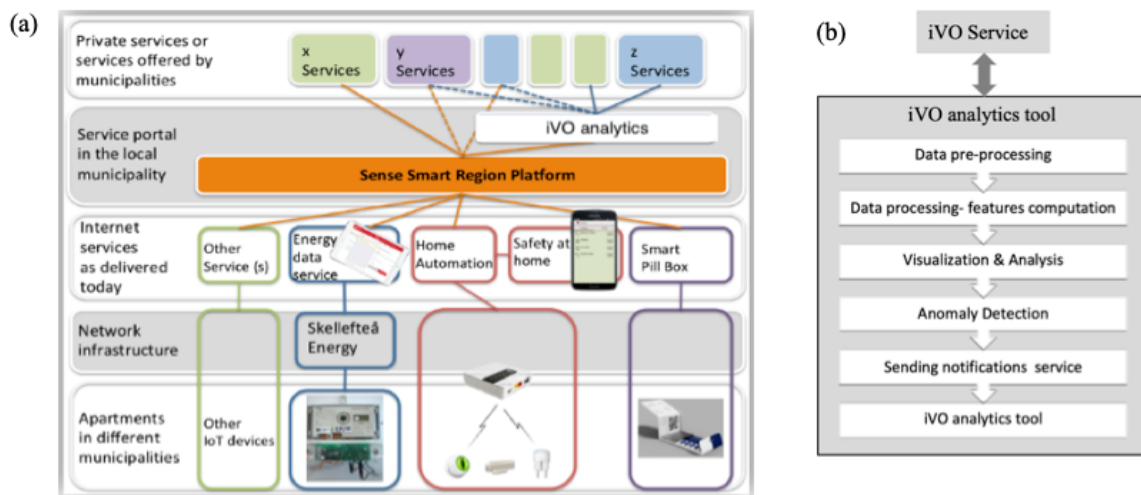 (a)
Private services or
services offered by
municipalities
x
Services
y
Services
z
Services
Service portal
in the local
municipality
iVO analytics
Sense Smart Region Platform
Internet
services
as delivered
today
Other
Service (s)
Energy
data
service
Home
Automation
Safety at
home
Smart
Pill Box
Network
infrastructure
Skellefteå
Energy
Apartments
in different
municipalities
Other
IoT devices
(b)
iVO Service
iVO analytics tool
Data pre-processing
Data processing- features computation
Visualization & Analysis
Anomaly Detection
Sending notifications service
iVO analytics tool